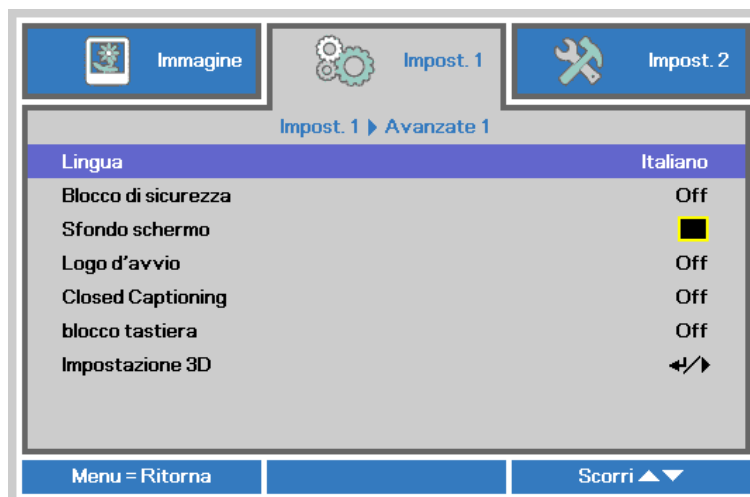 Immagine
Impost. 1
Impost. 2
Impost. 1 Avanzate 1
Lingua Italiano
Blocco di sicurezza Off
Sfondo schermo
Logo d'avvio Off
Closed Captioning Off
blocco tastiera Off
Impostazione 3D /
Menu = Ritorna Scorri